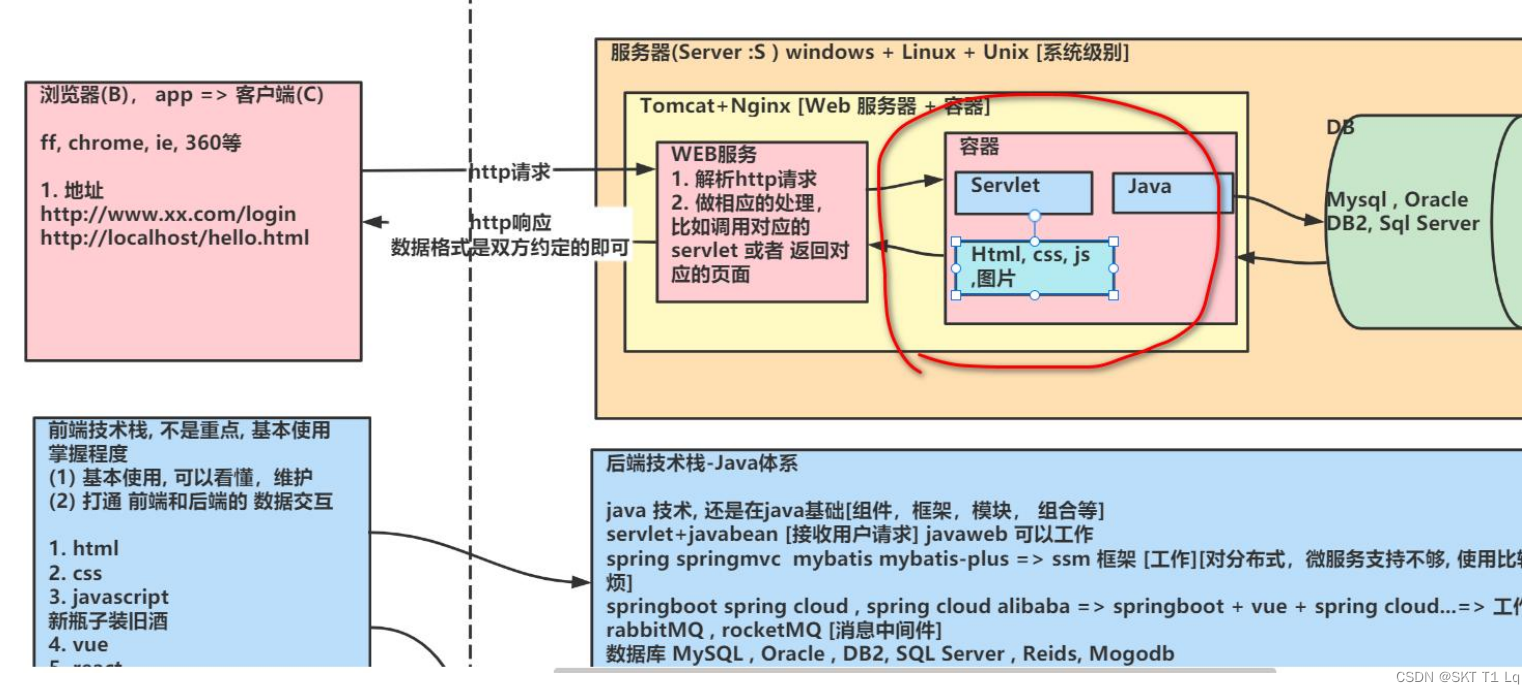 浏览器(B)， app => 客户端(C)
ff, chrome, ie, 360等
1. 地址
http://www.xx.com/login
http://localhost/hello.html
http请求
http响应
数据格式是双方约定的即可
服务器(Server :S ) windows + Linux + Unix [系统级别]
Tomcat+Nginx [Web 服务器 + 容器]
WEB服务
1. 解析http请求
2. 做相应的处理，
比如调用对应的
servlet 或者 返回对
应的页面
容器
Servlet
Java
Html, css, js
,图片
DB
Mysql , Oracle
DB2, Sql Server
前端技术栈, 不是重点, 基本使用
掌握程度
(1) 基本使用, 可以看懂，维护
(2) 打通 前端和后端的 数据交互
1. html
2. css
3. javascript
新瓶子装旧酒
4. vue
5. react
后端技术栈-Java体系
java 技术, 还是在java基础[组件，框架，模块， 组合等]
servlet+javabean [接收用户请求] javaweb 可以工作
spring springmvc mybatis mybatis-plus => ssm 框架 [工作][对分布式，微服务支持不够, 使用比
烦]
springboot spring cloud , spring cloud alibaba => springboot + vue + spring cloud...=> 工
rabbitMQ , rocketMQ [消息中间件]
数据库 MySQL , Oracle , DB2, SQL Server , Reids, Mogodb
CSDN @SKT T1 Lq